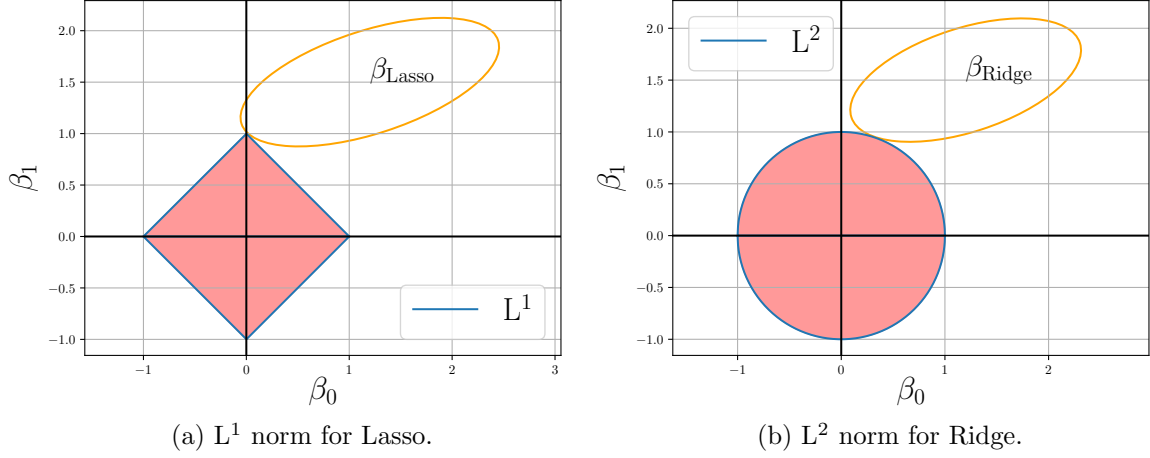 2.0
1.5
1.0
0.5
0.0
−0.5
−1.0
β₁
β_Lasso
L¹
−1
0
1
2
3
β₀
(a) L¹ norm for Lasso.
2.0
1.5
1.0
0.5
0.0
−0.5
−1.0
β₁
L²
β_Ridge
−1
0
1
2
β₀
(b) L² norm for Ridge.